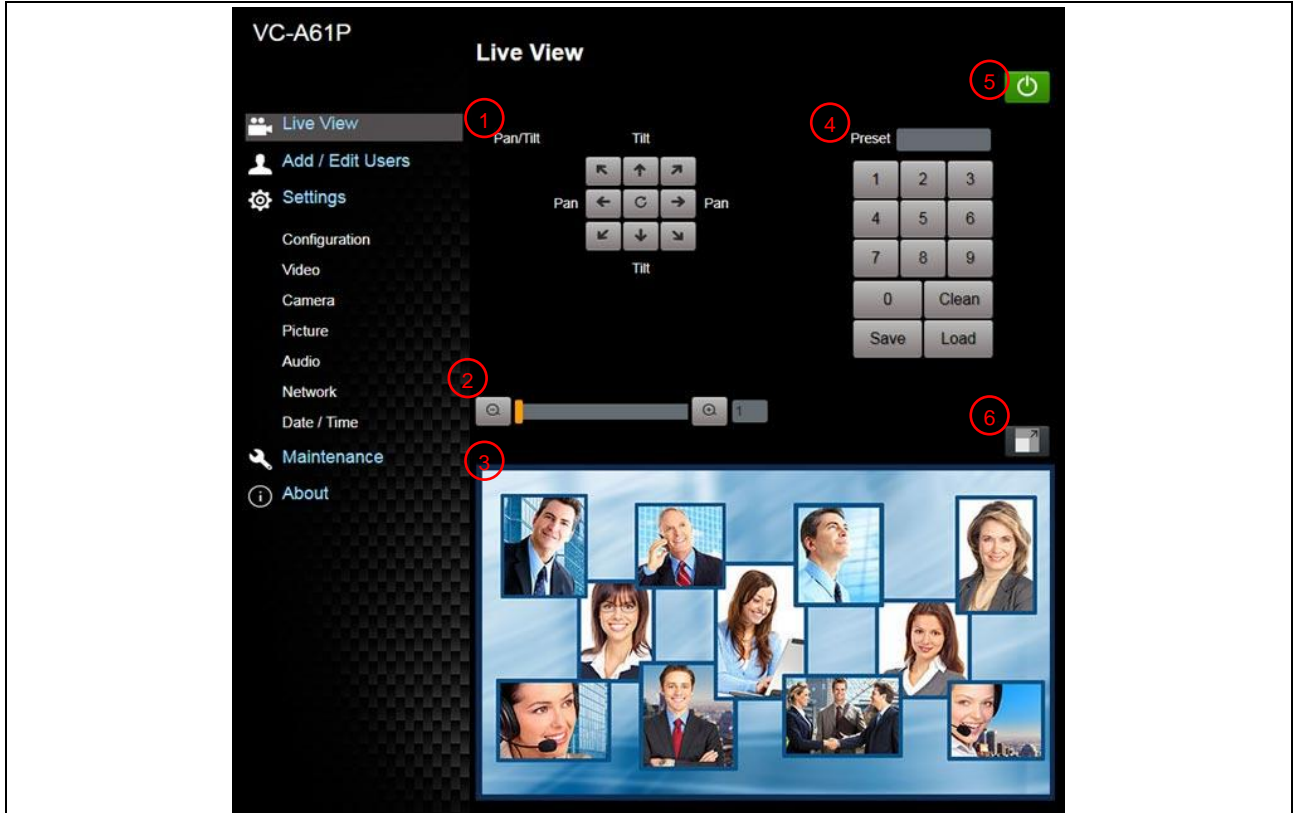 VC-A61P
Live View
5
Live View
Add / Edit Users
Settings
Configuration
Video
Camera
Picture
Audio
Network
Date / Time
Maintenance
About
1
Pan/Tilt
Tilt
Pan
Pan
Tilt
4
Preset
1 2 3
4 5 6
7 8 9
0 Clean
Save Load
2
1
6
3